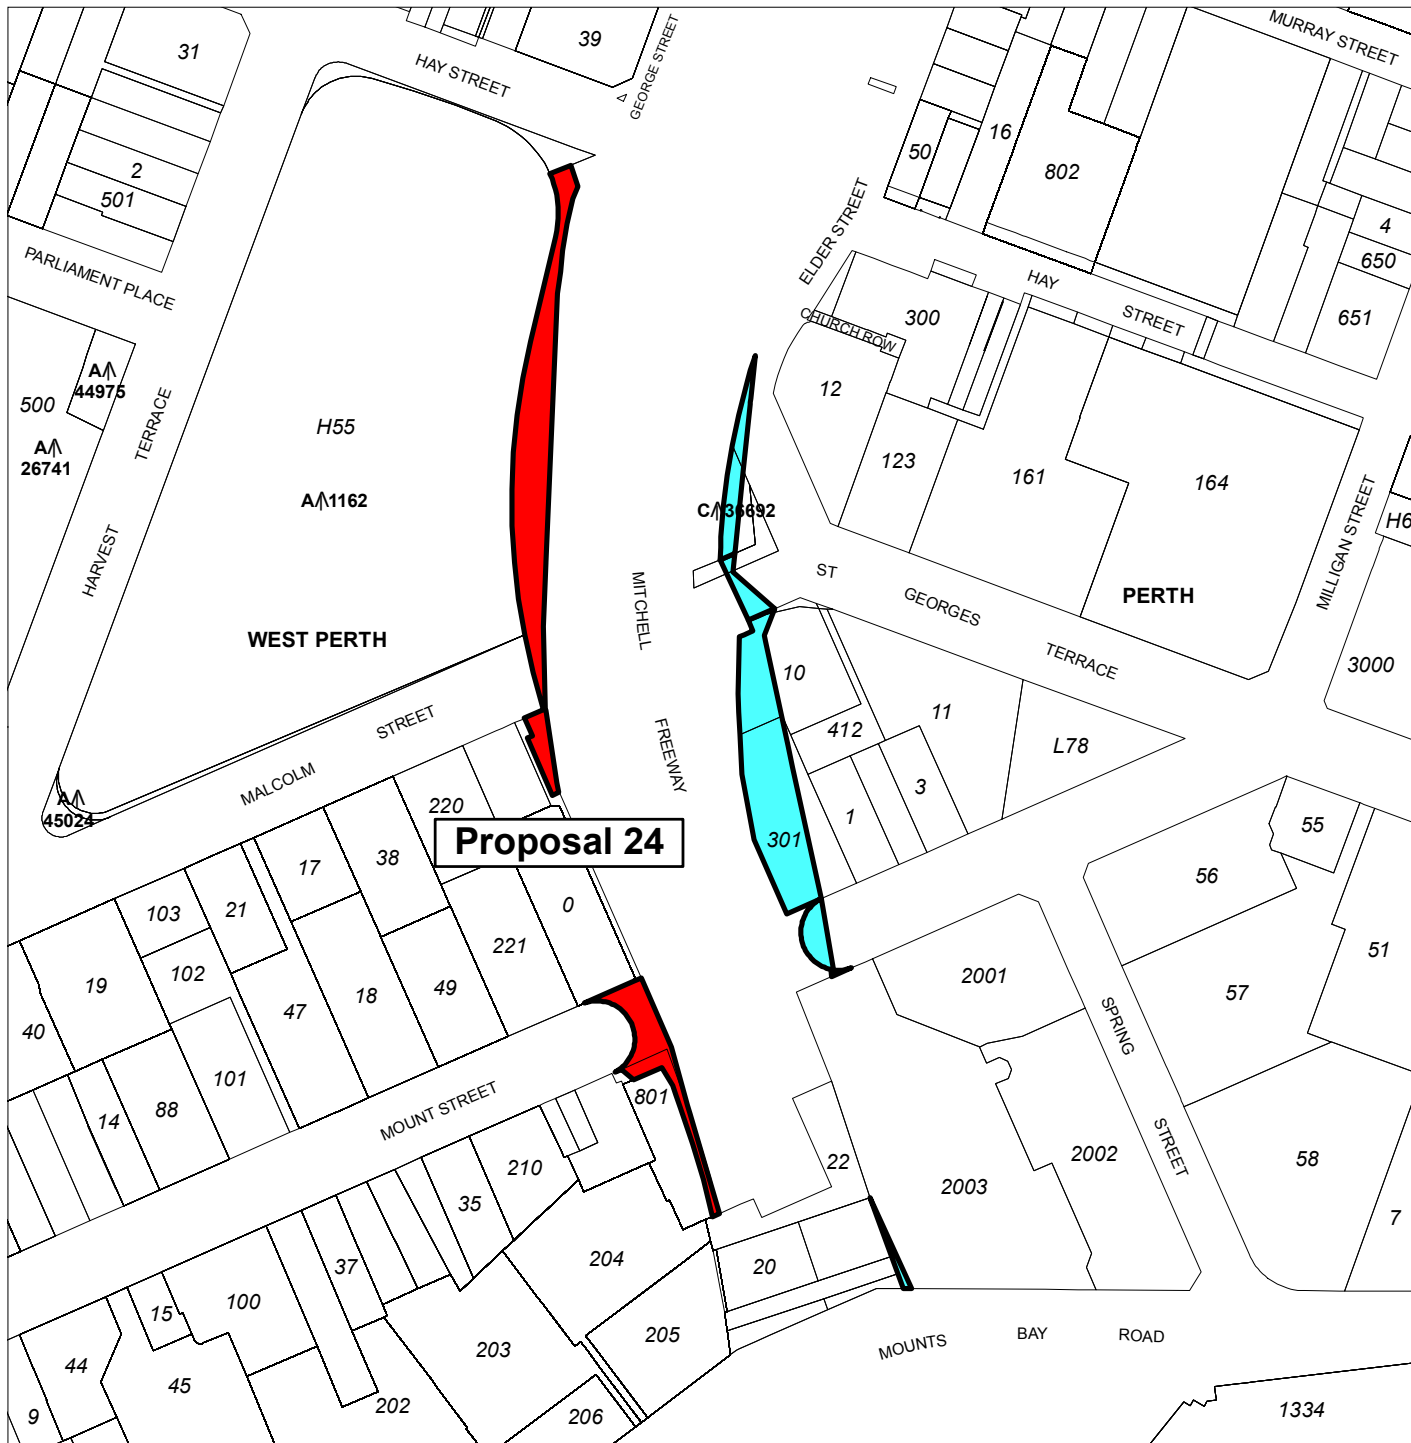 31
39
HAY STREET
GEORGE STREET
MURRAY STREET
2
501
50
16
802
4
650
651
PARLIAMENT PLACE
ELDER STREET
HAY
STREET
CHURCH ROW
300
12
123
161
164
A 44975
500
A 26741
H55
A 1162
HARVEST
TERRACE
C 36692
H6
MILLIGAN STREET
WEST PERTH
MITCHELL
FREEWAY
ST
GEORGES
TERRACE
PERTH
3000
10
412
11
L78
MALCOLM
STREET
A 45024
220
Proposal 24
1
3
301
55
56
17
38
103
21
0
221
19
102
49
18
47
40
51
57
2001
SPRING
STREET
101
14
88
MOUNT STREET
801
22
2003
2002
58
7
210
35
204
20
37
15
100
205
203
44
45
9
202
206
MOUNTS
BAY
ROAD
1334